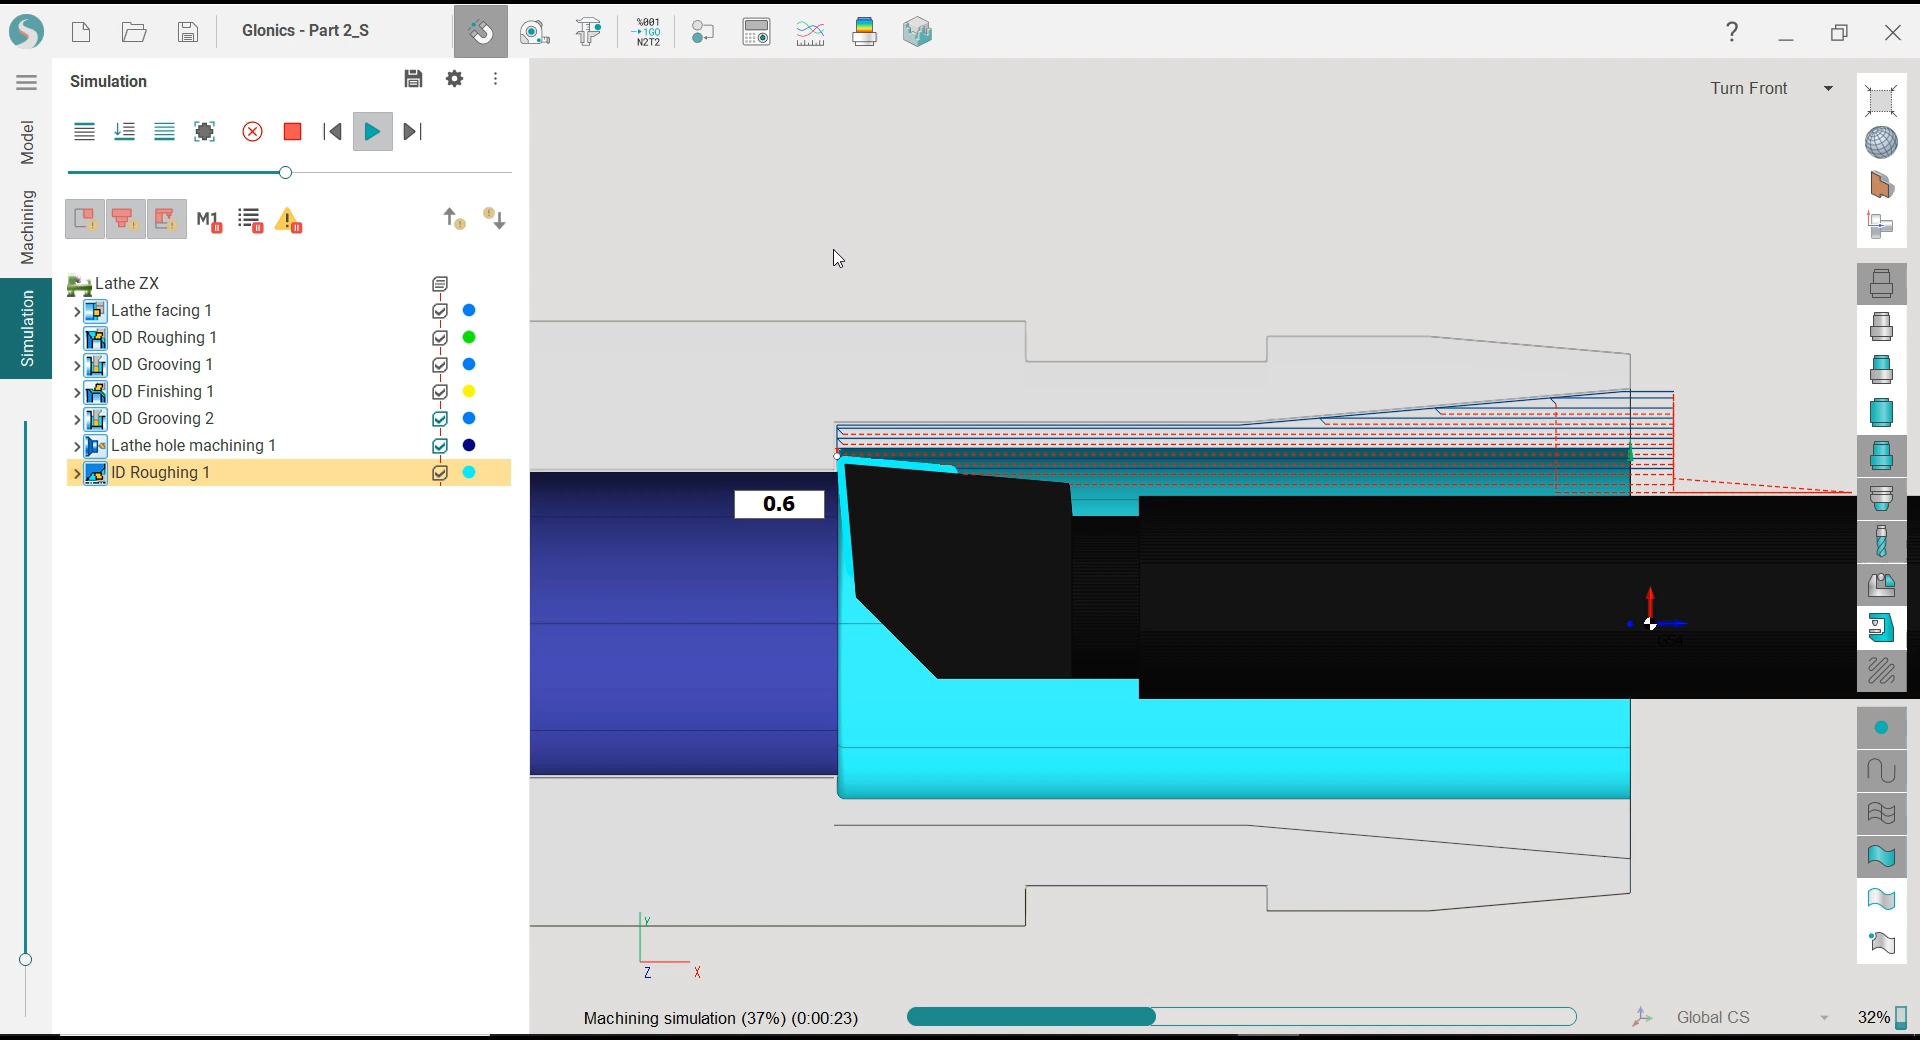 Glonics - Part 2_S
%001
1G0
N2T2
?
Simulation
Turn Front
Model
Machining
Simulation
M1
Lathe ZX
Lathe facing 1
OD Roughing 1
OD Grooving 1
OD Finishing 1
OD Grooving 2
Lathe hole machining 1
ID Roughing 1
0.6
G54
Y
Z
X
Machining simulation (37%) (0:00:23)
Global CS
32%